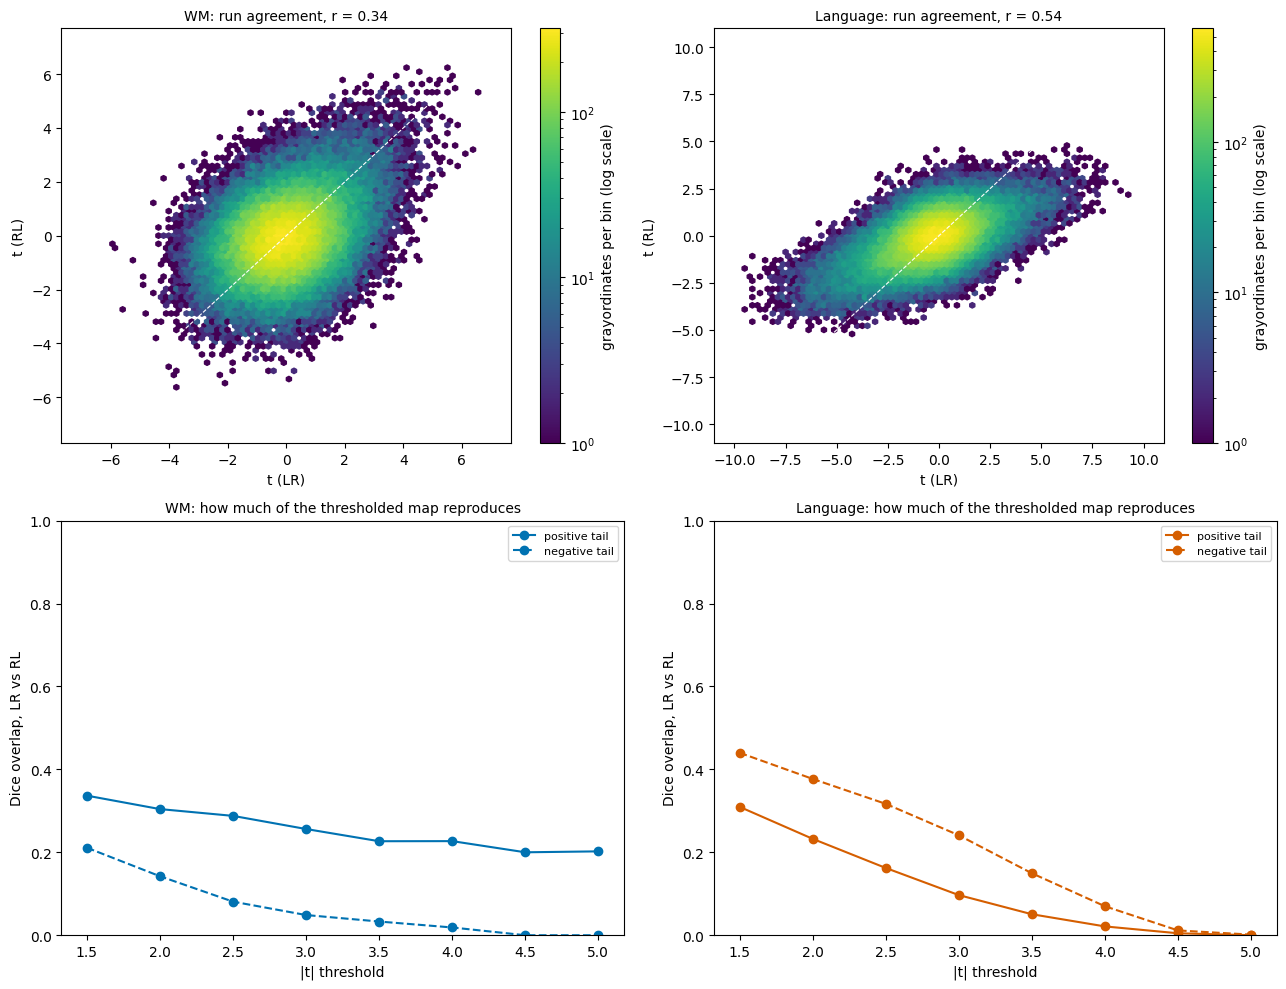 WM: run agreement, r = 0.34
6
4
2
0
−2
−4
−6
t (RL)
−6 −4 −2 0 2 4 6
t (LR)
10²
10¹
10⁰
grayordinates per bin (log scale)
Language: run agreement, r = 0.54
10.0
7.5
5.0
2.5
0.0
−2.5
−5.0
−7.5
−10.0
t (RL)
−10.0 −7.5 −5.0 −2.5 0.0 2.5 5.0 7.5 10.0
t (LR)
10²
10¹
10⁰
grayordinates per bin (log scale)
WM: how much of the thresholded map reproduces
positive tail
negative tail
1.0
0.8
0.6
0.4
0.2
0.0
Dice overlap, LR vs RL
1.5 2.0 2.5 3.0 3.5 4.0 4.5 5.0
|t| threshold
Language: how much of the thresholded map reproduces
positive tail
negative tail
1.0
0.8
0.6
0.4
0.2
0.0
Dice overlap, LR vs RL
1.5 2.0 2.5 3.0 3.5 4.0 4.5 5.0
|t| threshold